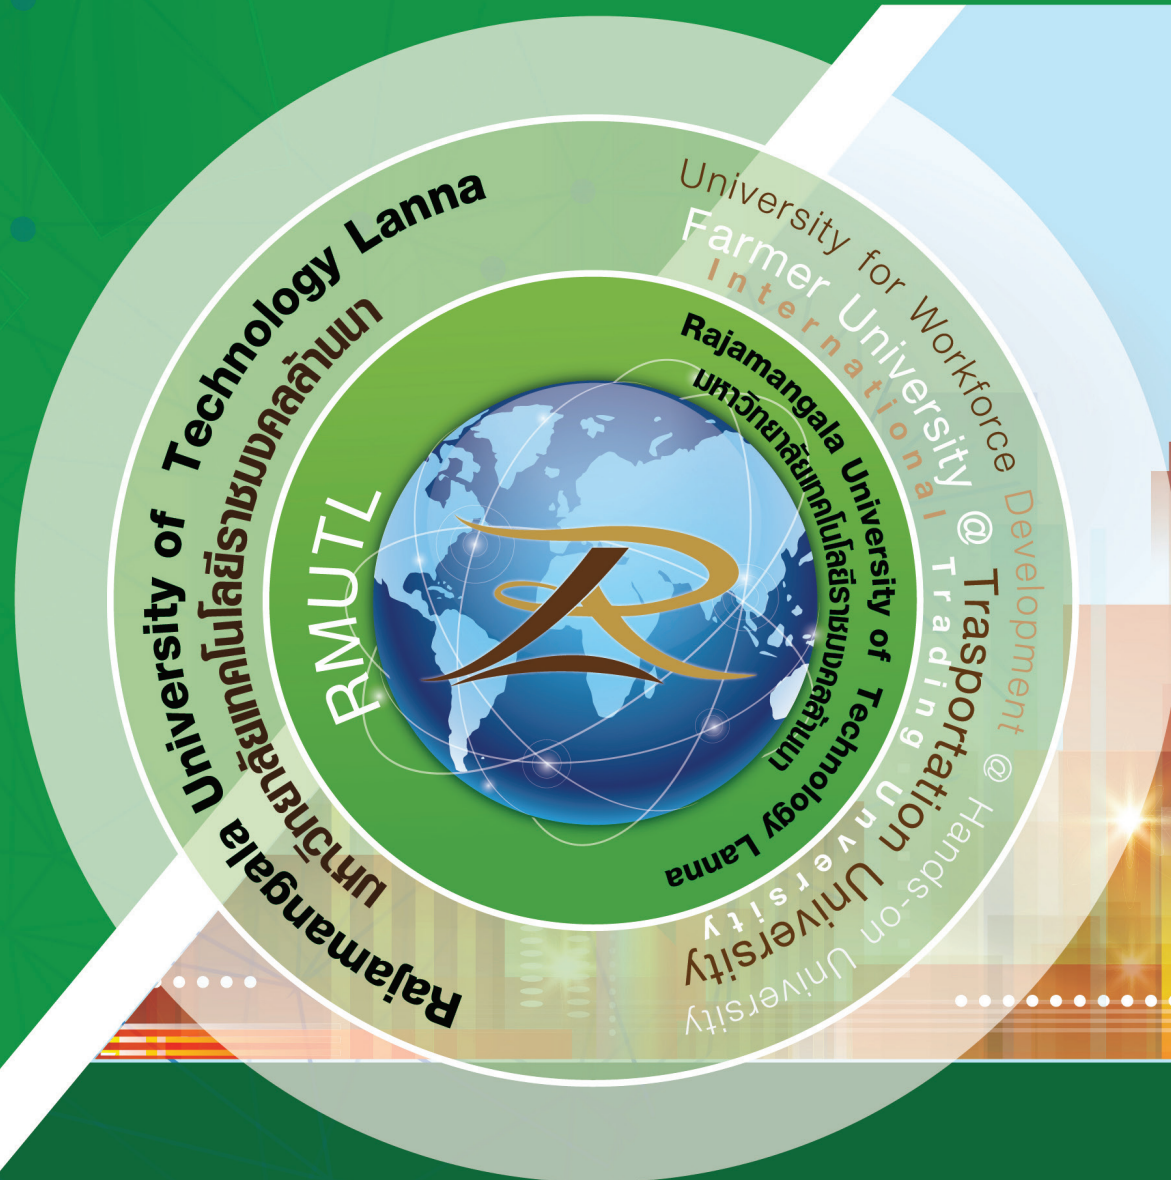 Rajamangala University of Technology Lanna
มหาวิทยาลัยเทคโนโลยีราชมงคลล้านนา
RMUTL
University for Workforce Development @ Hands-on University
Farmer University @ Trasportation University
International Trading Unversity
Rajamangala University of Technology Lanna
มหาวิทยาลัยเทคโนโลยีราชมงคลล้านนา